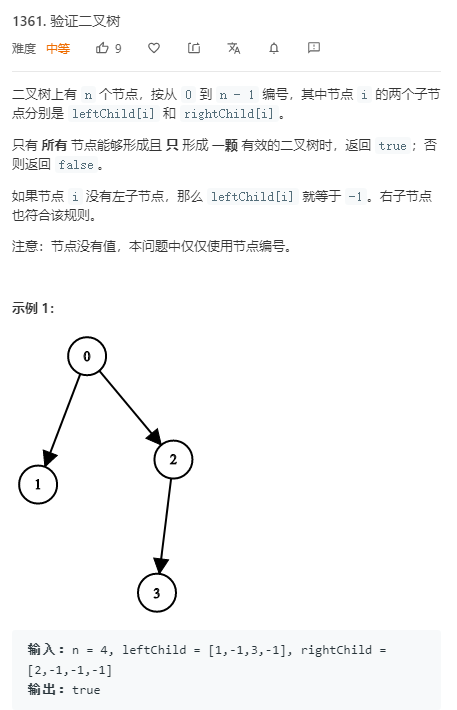 1361. 验证二叉树
难度 中等 9
二叉树上有 n 个节点，按从 0 到 n - 1 编号，其中节点 i 的两个子节
点分别是 leftChild[i] 和 rightChild[i]。
只有 所有 节点能够形成且 只 形成 一颗 有效的二叉树时，返回 true；否
则返回 false。
如果节点 i 没有左子节点，那么 leftChild[i] 就等于 -1。右子节点
也符合该规则。
注意：节点没有值，本问题中仅仅使用节点编号。
示例 1：
0
2
1
3
输入：n = 4, leftChild = [1,-1,3,-1], rightChild =
[2,-1,-1,-1]
输出：true